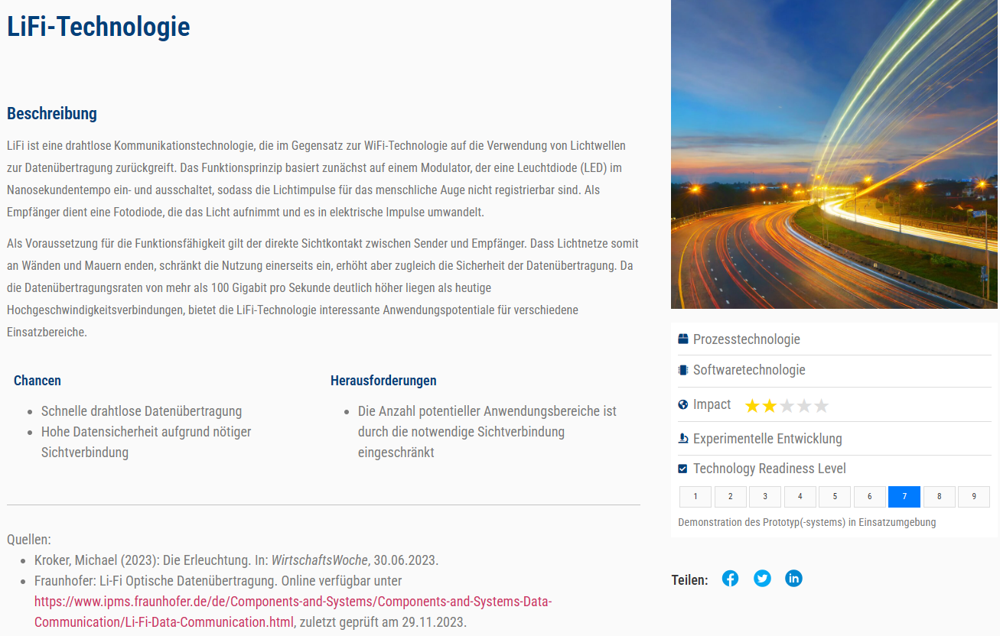 LiFi-Technologie
Beschreibung
LiFi ist eine drahtlose Kommunikationstechnologie, die im Gegensatz zur WiFi-Technologie auf die Verwendung von Lichtwellen
zur Datenübertragung zurückgreift. Das Funktionsprinzip basiert zunächst auf einem Modulator, der eine Leuchtdiode (LED) im
Nanosekundentempo ein- und ausschaltet, sodass die Lichtimpulse für das menschliche Auge nicht registrierbar sind. Als
Empfänger dient eine Fotodiode, die das Licht aufnimmt und es in elektrische Impulse umwandelt.
Als Voraussetzung für die Funktionsfähigkeit gilt der direkte Sichtkontakt zwischen Sender und Empfänger. Dass Lichtnetze somit
an Wänden und Mauern enden, schränkt die Nutzung einerseits ein, erhöht aber zugleich die Sicherheit der Datenübertragung. Da
die Datenübertragungsraten von mehr als 100 Gigabit pro Sekunde deutlich höher liegen als heutige
Hochgeschwindigkeitsverbindungen, bietet die LiFi-Technologie interessante Anwendungspotentiale für verschiedene
Einsatzbereiche.
Chancen
• Schnelle drahtlose Datenübertragung
• Hohe Datensicherheit aufgrund nötiger
Sichtverbindung
Herausforderungen
• Die Anzahl potentieller Anwendungsbereiche ist
durch die notwendige Sichtverbindung
eingeschränkt
Quellen:
• Kroker, Michael (2023): Die Erleuchtung. In: WirtschaftsWoche, 30.06.2023.
• Fraunhofer: Li-Fi Optische Datenübertragung. Online verfügbar unter
https://www.ipms.fraunhofer.de/de/Components-and-Systems/Components-and-Systems-Data-
Communication/Li-Fi-Data-Communication.html, zuletzt geprüft am 29.11.2023.
Prozesstechnologie
Softwaretechnologie
Impact
Experimentelle Entwicklung
Technology Readiness Level
1 2 3 4 5 6 7 8 9
Demonstration des Prototyp(-systems) in Einsatzumgebung
Teilen: